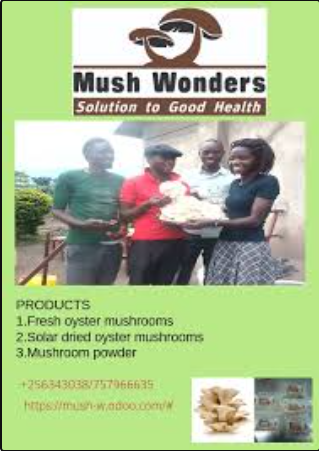 Mush Wonders
Solution to Good Health
PRODUCTS
1.Fresh oyster mushrooms
2.Solar dried oyster mushrooms
3.Mushroom powder
+256343038/757966635
https://mush-w.odoo.com/#